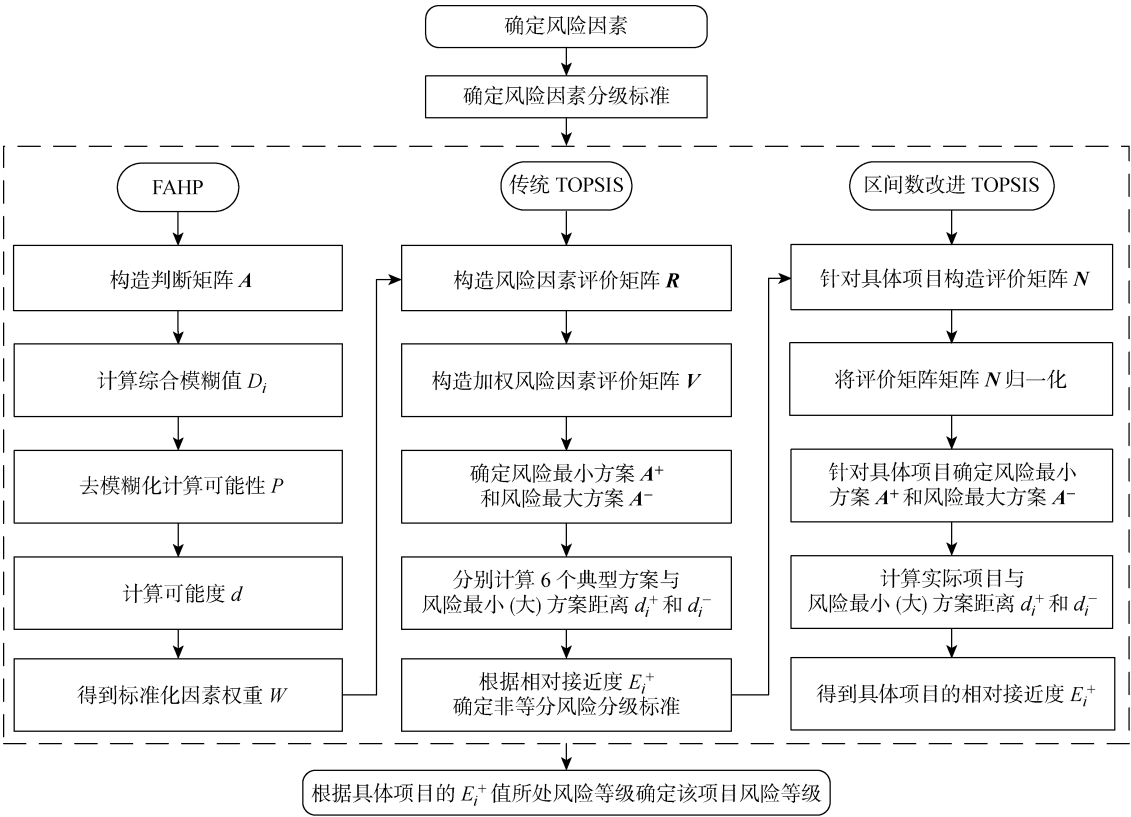 确定风险因素
确定风险因素分级标准
FAHP
构造判断矩阵 A
计算综合模糊值 Di
去模糊化计算可能性 P
计算可能度 d
得到标准化因素权重 W
传统 TOPSIS
构造风险因素评价矩阵 R
构造加权风险因素评价矩阵 V
确定风险最小方案 A⁺
和风险最大方案 A⁻
分别计算 6 个典型方案与
风险最小 (大) 方案距离 di⁺ 和 di⁻
根据相对接近度 Ei⁺
确定非等分风险分级标准
区间数改进 TOPSIS
针对具体项目构造评价矩阵 N
将评价矩阵矩阵 N 归一化
针对具体项目确定风险最小
方案 A⁺ 和风险最大方案 A⁻
计算实际项目与
风险最小 (大) 方案距离 di⁺ 和 di⁻
得到具体项目的相对接近度 Ei⁺
根据具体项目的 Ei⁺ 值所处风险等级确定该项目风险等级